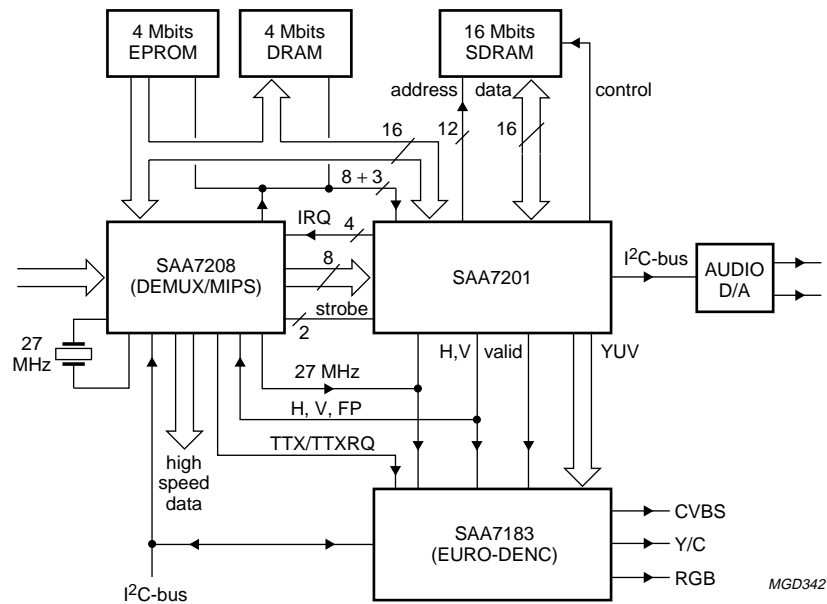 4 Mbits
EPROM
4 Mbits
DRAM
16 Mbits
SDRAM
address
data
control
16
12
16
8 + 3
IRQ
4
SAA7208
(DEMUX/MIPS)
8
strobe
2
SAA7201
I²C-bus
AUDIO
D/A
27
MHz
H,V
valid
YUV
27 MHz
H, V, FP
TTX/TTXRQ
high
speed
data
SAA7183
(EURO-DENC)
CVBS
Y/C
RGB
I²C-bus
MGD342